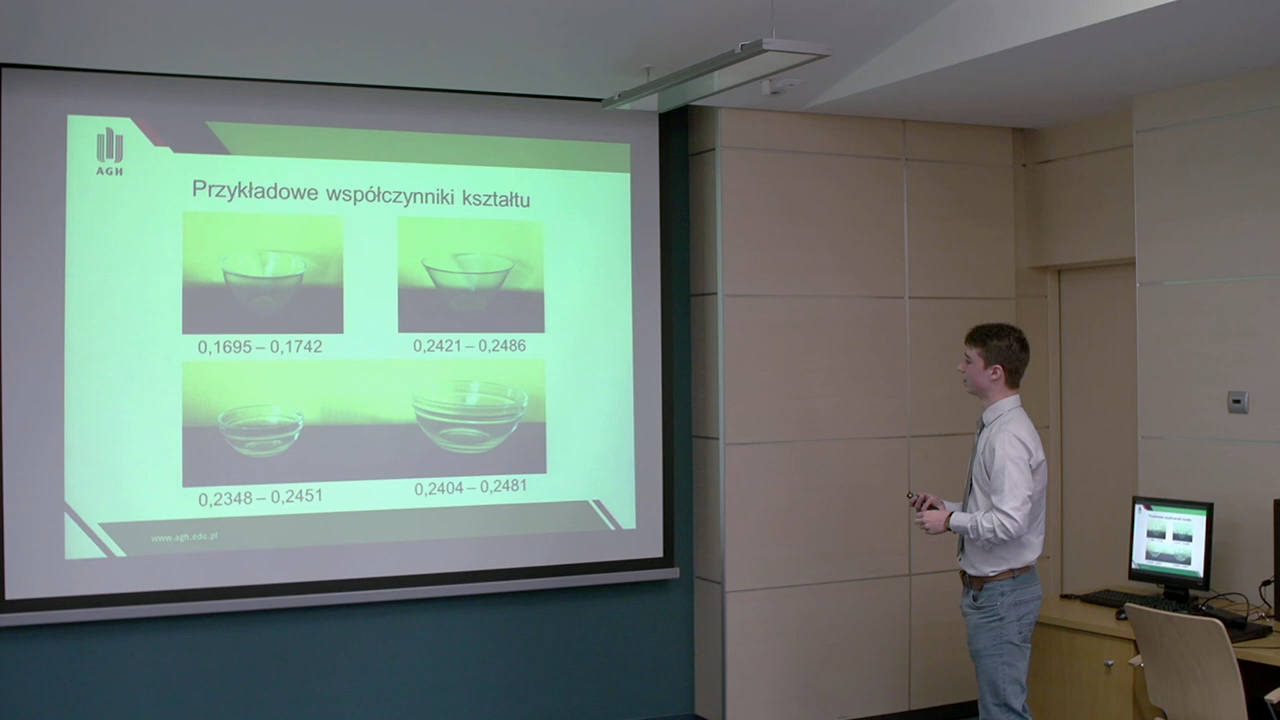 AGH
Przykładowe współczynniki kształtu
0,1695 – 0,1742
0,2421 – 0,2486
0,2348 – 0,2451
0,2404 – 0,2481
www.agh.edu.pl